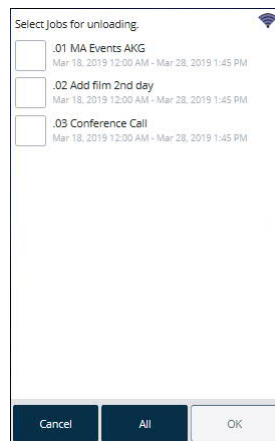 Select Jobs for unloading.
.01 MA Events AKG
Mar 18, 2019 12:00 AM - Mar 28, 2019 1:45 PM
.02 Add film 2nd day
Mar 18, 2019 12:00 AM - Mar 28, 2019 1:45 PM
.03 Conference Call
Mar 18, 2019 12:00 AM - Mar 28, 2019 1:45 PM
Cancel All OK